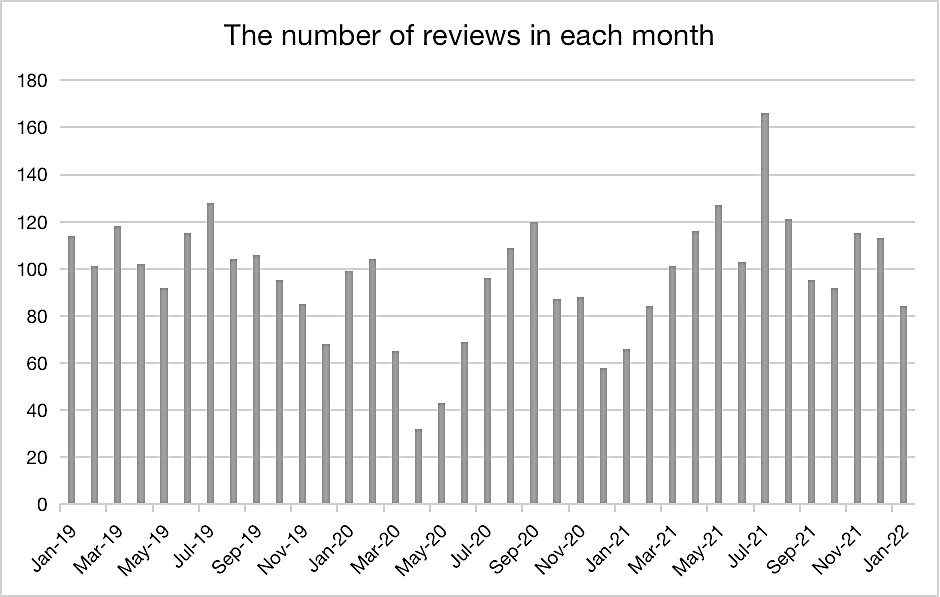 The number of reviews in each month
180
160
140
120
100
80
60
40
20
0
Jan-19
Mar-19
May-19
Jul-19
Sep-19
Nov-19
Jan-20
Mar-20
May-20
Jul-20
Sep-20
Nov-20
Jan-21
Mar-21
May-21
Jul-21
Sep-21
Nov-21
Jan-22